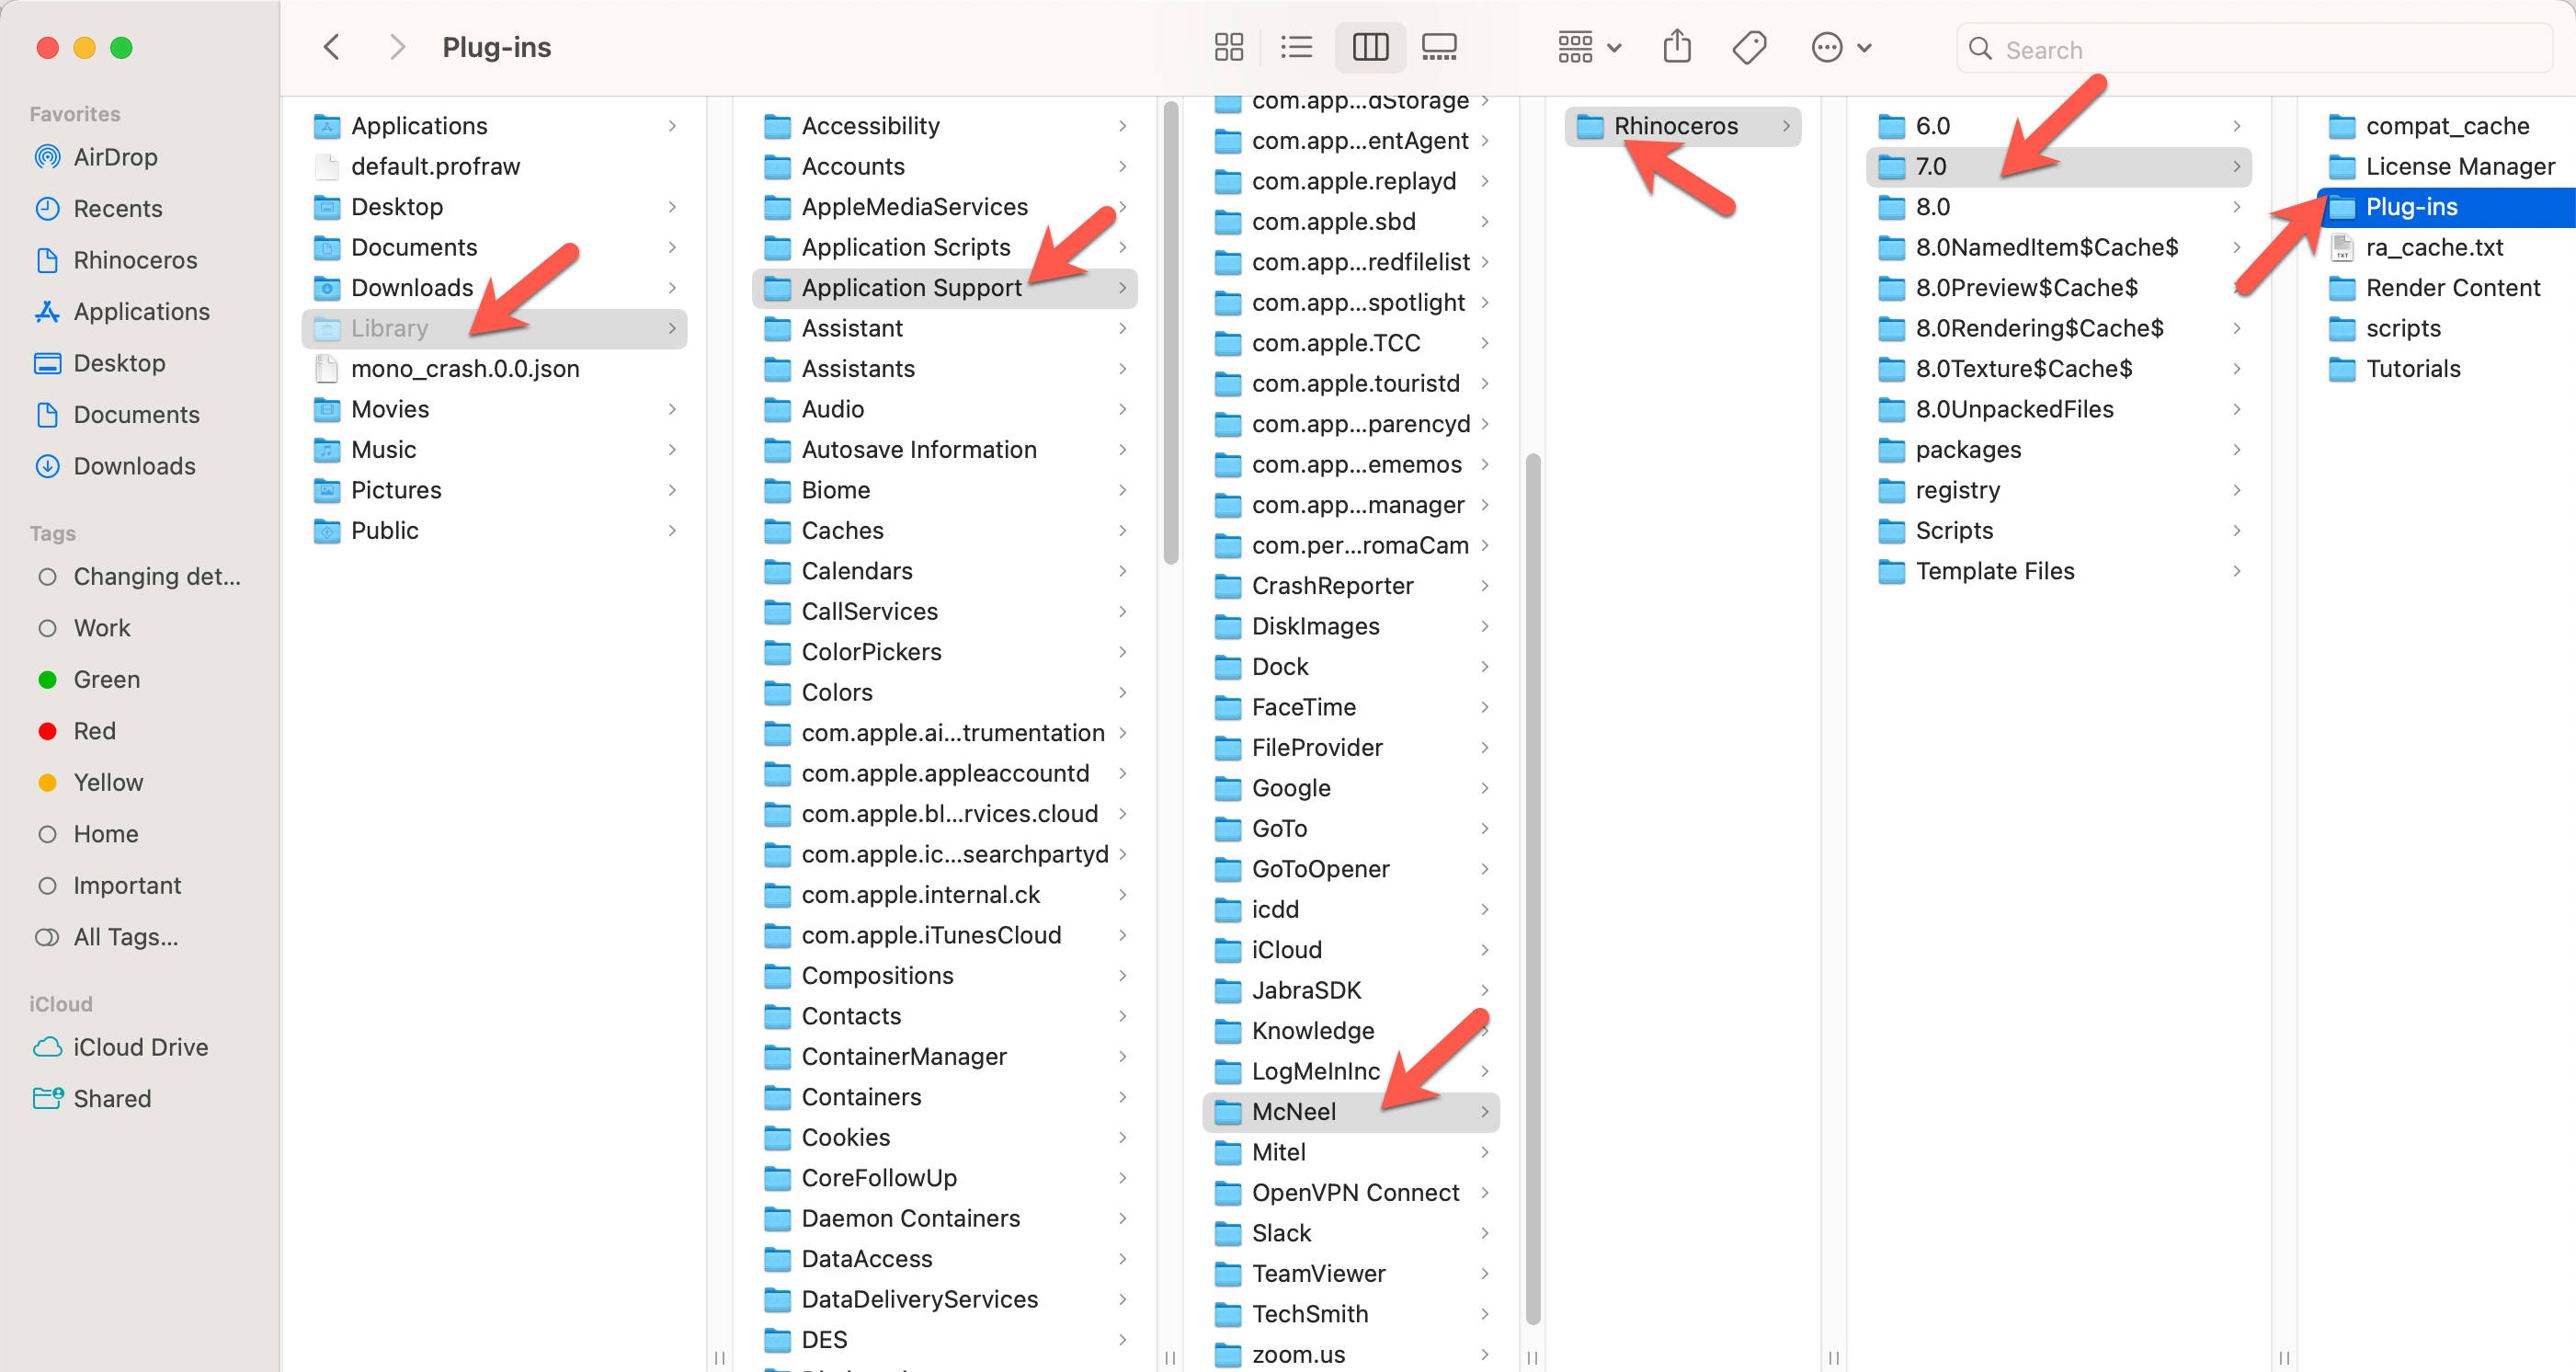 Plug-ins
Search
Favorites
AirDrop
Recents
Rhinoceros
Applications
Desktop
Documents
Downloads
Tags
Changing det...
Work
Green
Red
Yellow
Home
Important
All Tags...
iCloud
iCloud Drive
Shared
Applications
default.profraw
Desktop
Documents
Downloads
Library
mono_crash.0.0.json
Movies
Music
Pictures
Public
Accessibility
Accounts
AppleMediaServices
Application Scripts
Application Support
Assistant
Assistants
Audio
Autosave Information
Biome
Caches
Calendars
CallServices
ColorPickers
Colors
com.apple.ai...trumentation
com.apple.appleaccountd
com.apple.bl...rvices.cloud
com.apple.ic...searchpartyd
com.apple.internal.ck
com.apple.iTunesCloud
Compositions
Contacts
ContainerManager
Containers
Cookies
CoreFollowUp
Daemon Containers
DataAccess
DataDeliveryServices
DES
com.app...dStorage
com.app...entAgent
com.apple.replayd
com.apple.sbd
com.app...redfilelist
com.app...spotlight
com.apple.TCC
com.apple.touristd
com.app...parencyd
com.app...ememos
com.app...manager
com.per...romaCam
CrashReporter
DiskImages
Dock
FaceTime
FileProvider
Google
GoTo
GoToOpener
icdd
iCloud
JabraSDK
Knowledge
LogMeInInc
McNeel
Mitel
OpenVPN Connect
Slack
TeamViewer
TechSmith
zoom.us
Rhinoceros
6.0
7.0
8.0
8.0NamedItem$Cache$
8.0Preview$Cache$
8.0Rendering$Cache$
8.0Texture$Cache$
8.0UnpackedFiles
packages
registry
Scripts
Template Files
compat_cache
License Manager
Plug-ins
ra_cache.txt
Render Content
scripts
Tutorials